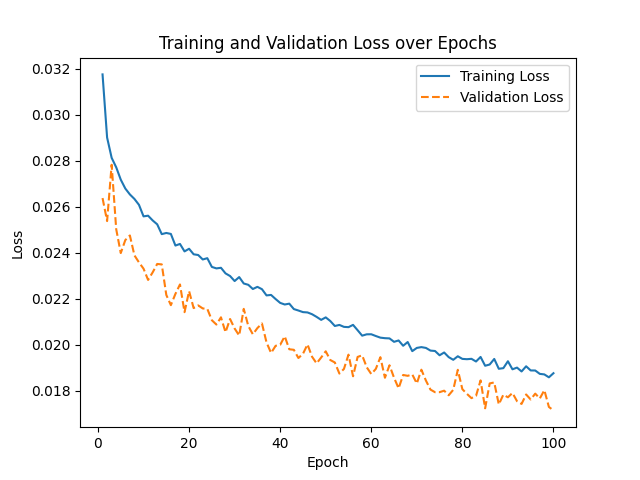 Training and Validation Loss over Epochs
Training Loss
Validation Loss
0.032
0.030
0.028
0.026
0.024
0.022
0.020
0.018
Loss
0 20 40 60 80 100
Epoch